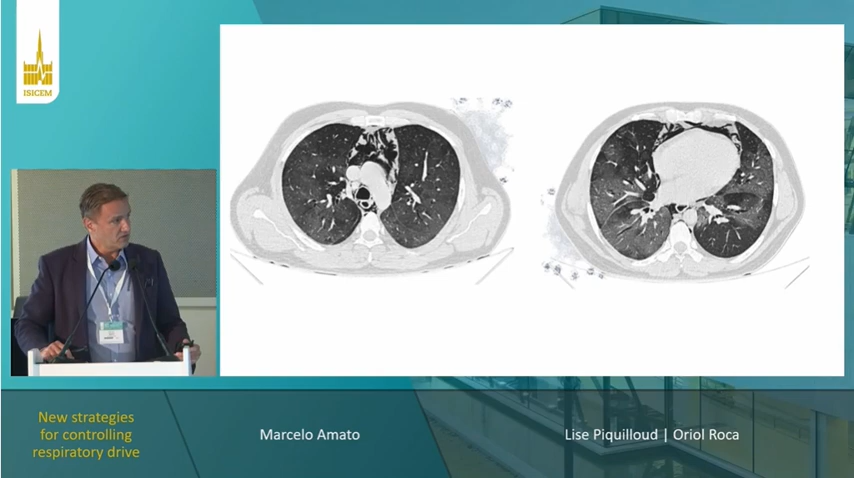 ISICEM
New strategies
for controlling
respiratory drive
Marcelo Amato
Lise Piquilloud | Oriol Roca